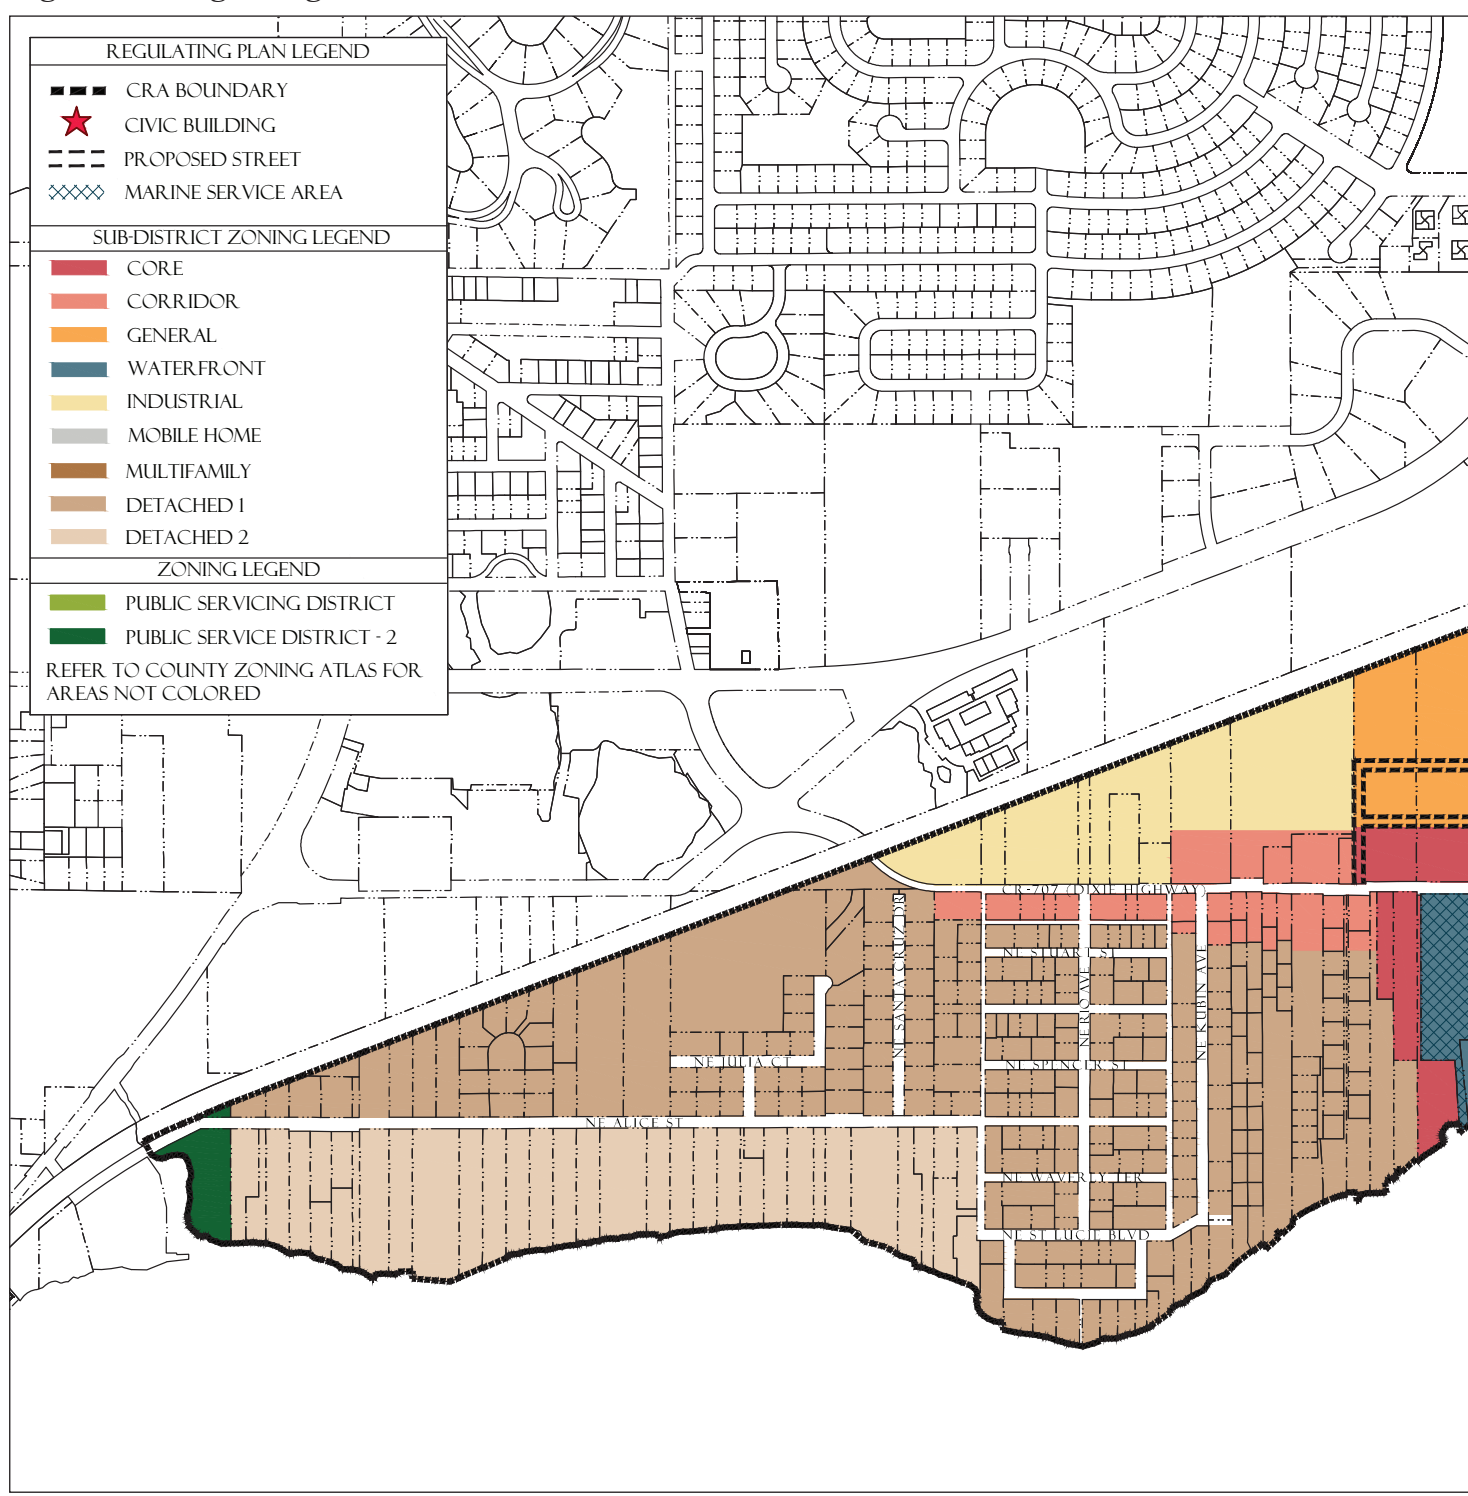 REGULATING PLAN LEGEND
CRA BOUNDARY
CIVIC BUILDING
PROPOSED STREET
MARINE SERVICE AREA
SUB-DISTRICT ZONING LEGEND
CORE
CORRIDOR
GENERAL
WATERFRONT
INDUSTRIAL
MOBILE HOME
MULTIFAMILY
DETACHED 1
DETACHED 2
ZONING LEGEND
PUBLIC SERVICING DISTRICT
PUBLIC SERVICE DISTRICT - 2
REFER TO COUNTY ZONING ATLAS FOR
AREAS NOT COLORED
CR-707 (DIXIE HIGHWAY)
NE SANTA CRUZ DR
NE STUART ST
NE RIO AVE
NE KUBIN AVE
NE JULIA CT
NE SPENCER ST
NE ALICE ST
NE WAVERLY TER
NE ST LUCIE BLVD